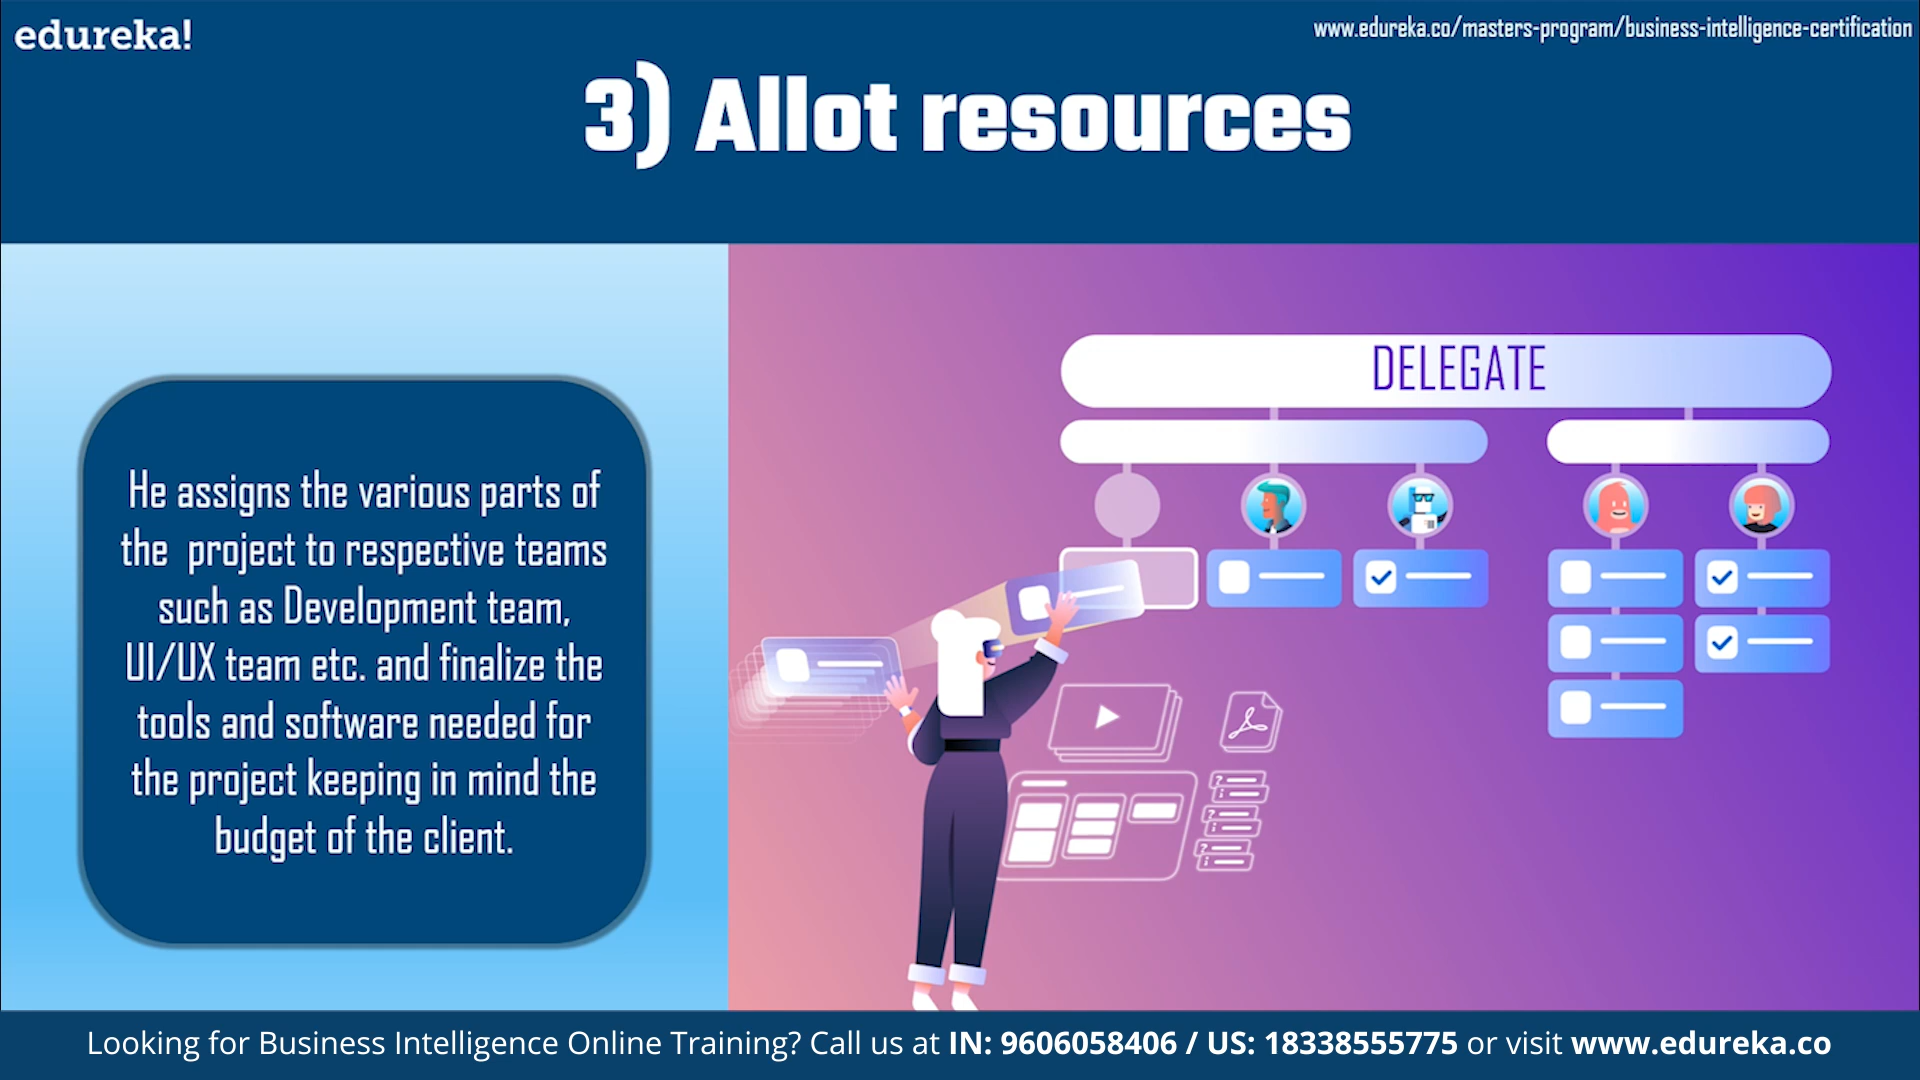 edureka!
www.edureka.co/masters-program/business-intelligence-certification
3) Allot resources
He assigns the various parts of
the project to respective teams
such as Development team,
UI/UX team etc. and finalize the
tools and software needed for
the project keeping in mind the
budget of the client.
DELEGATE
Looking for Business Intelligence Online Training? Call us at IN: 9606058406 / US: 18338555775 or visit www.edureka.co